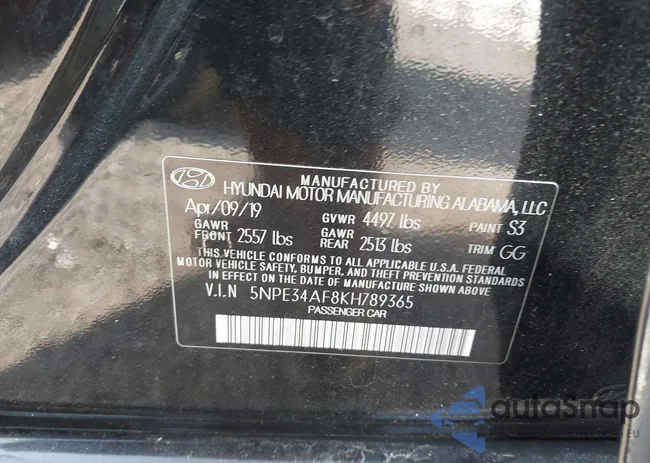 MANUFACTURED BY
HYUNDAI MOTOR MANUFACTURING ALABAMA, LLC
Apr/09/19 GVWR 4497 lbs PAINT S3
GAWR FRONT 2557 lbs GAWR REAR 2513 lbs TRIM GG
THIS VEHICLE CONFORMS TO ALL APPLICABLE U.S.A. FEDERAL
MOTOR VEHICLE SAFETY, BUMPER, AND THEFT PREVENTION STANDARDS
IN EFFECT ON THE DATE OF MANUFACTURE SHOWN ABOVE.
V.I.N 5NPE34AF8KH789365
PASSENGER CAR
autoSnap